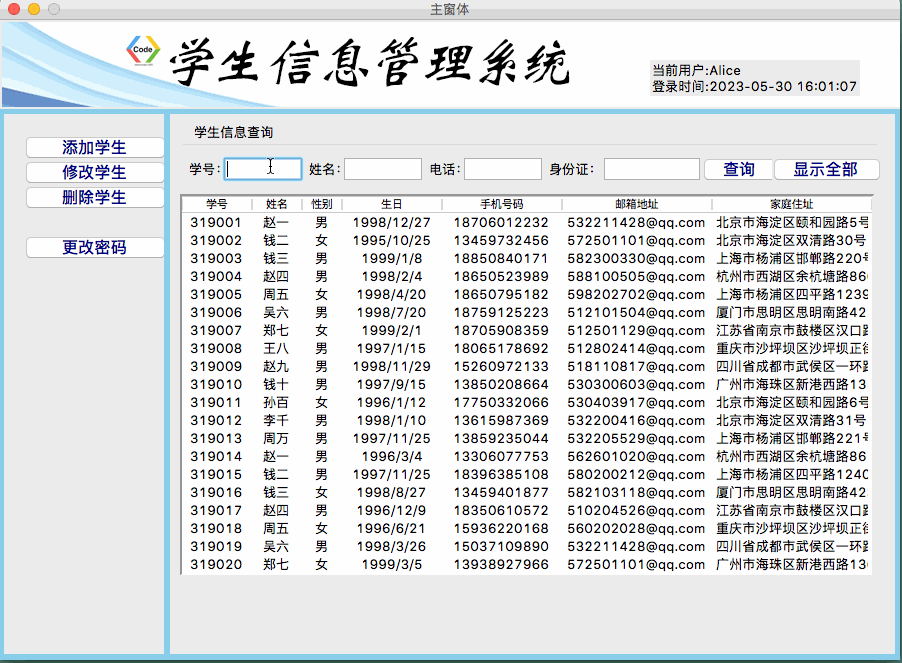 主窗体
Code
学生信息管理系统
当前用户:Alice
登录时间:2023-05-30 16:01:07
添加学生
修改学生
删除学生
更改密码
学生信息查询
学号: 姓名: 电话: 身份证: 查询 显示全部
学号 姓名 性别 生日 手机号码 邮箱地址 家庭住址
319001 赵一 男 1998/12/27 18706012232 532211428@qq.com 北京市海淀区颐和园路5号
319002 钱二 女 1995/10/25 13459732456 572501101@qq.com 北京市海淀区双清路30号
319003 钱三 男 1999/1/8 18850840171 582300330@qq.com 上海市杨浦区邯郸路220号
319004 赵四 男 1998/2/4 18650523989 588100505@qq.com 杭州市西湖区余杭塘路86
319005 周五 女 1998/4/20 18650795182 598202702@qq.com 上海市杨浦区四平路1239
319006 吴六 男 1998/7/20 18759125223 512101504@qq.com 厦门市思明区思明南路42
319007 郑七 女 1999/2/1 18705908359 512501129@qq.com 江苏省南京市鼓楼区汉口路
319008 王八 男 1997/1/15 18065178692 512802414@qq.com 重庆市沙坪坝区沙坪坝正街
319009 赵九 男 1998/11/29 15260972133 518110817@qq.com 四川省成都市武侯区一环路
319010 钱十 男 1997/9/15 13850208664 530300603@qq.com 广州市海珠区新港西路13
319011 孙百 女 1996/1/12 17750332066 530403917@qq.com 北京市海淀区颐和园路6号
319012 李千 男 1998/1/10 13615987369 532200416@qq.com 北京市海淀区双清路31号
319013 周万 男 1997/11/25 13859235044 532205529@qq.com 上海市杨浦区邯郸路221号
319014 赵一 男 1996/3/4 13306077753 562601020@qq.com 杭州市西湖区余杭塘路86
319015 钱二 男 1997/11/25 18396385108 580200212@qq.com 上海市杨浦区四平路1240
319016 钱三 女 1998/8/27 13459401877 582103118@qq.com 厦门市思明区思明南路42
319017 赵四 男 1996/12/9 18350610572 510204526@qq.com 江苏省南京市鼓楼区汉口路
319018 周五 女 1996/6/21 15936220168 560202028@qq.com 重庆市沙坪坝区沙坪坝正街
319019 吴六 男 1998/3/26 15037109890 532211428@qq.com 四川省成都市武侯区一环路
319020 郑七 女 1999/3/5 13938927966 572501101@qq.com 广州市海珠区新港西路13